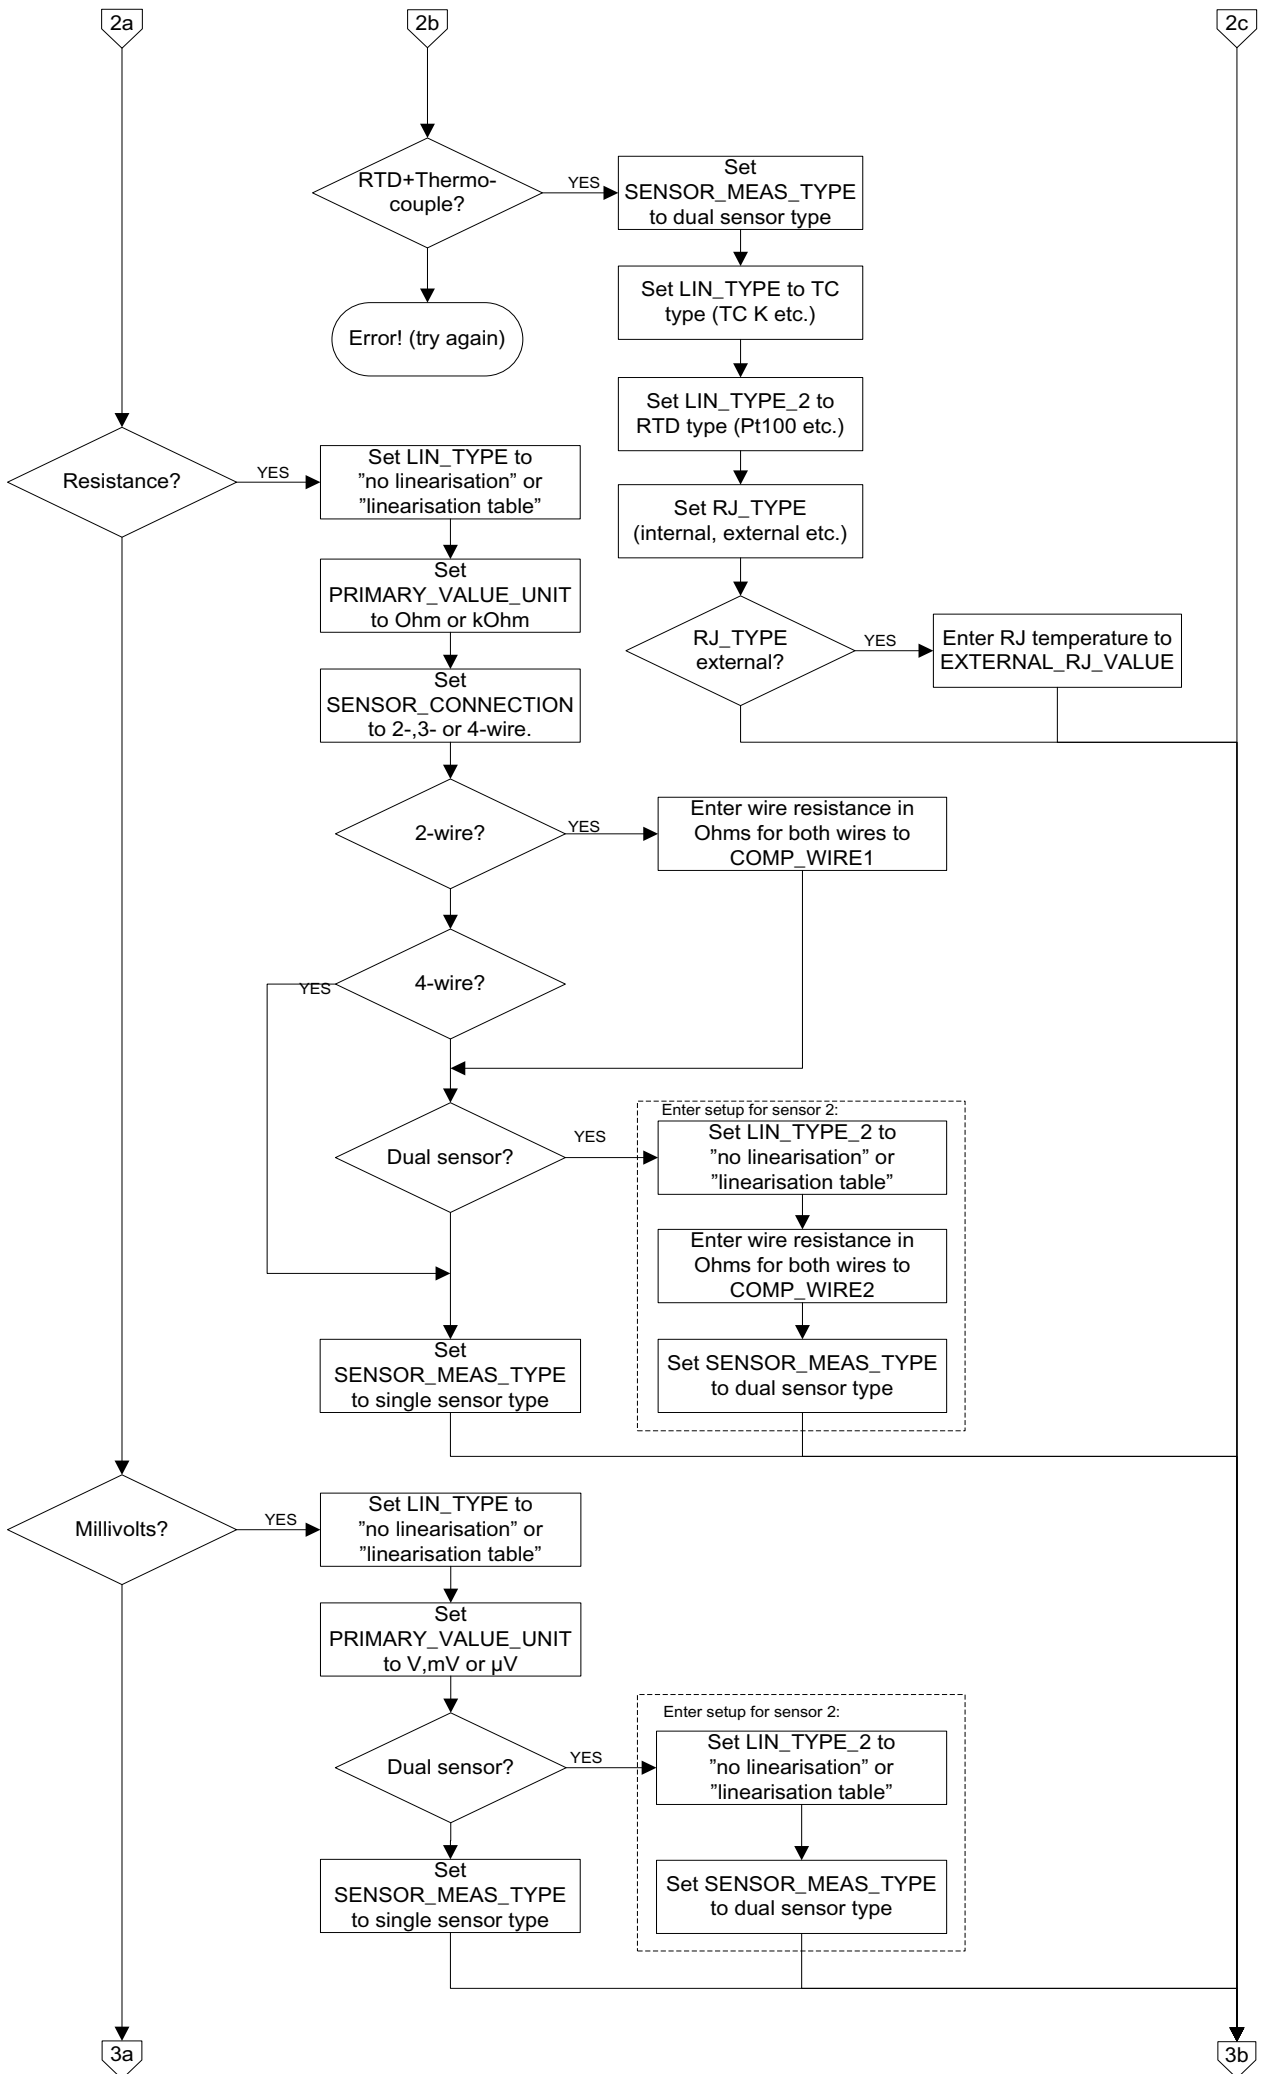 2a
2b
2c
RTD+Thermo-
couple?
YES
Set
SENSOR_MEAS_TYPE
to dual sensor type
Set LIN_TYPE to TC
type (TC K etc.)
Error! (try again)
Set LIN_TYPE_2 to
RTD type (Pt100 etc.)
Resistance?
YES
Set LIN_TYPE to
”no linearisation” or
”linearisation table”
Set RJ_TYPE
(internal, external etc.)
Set
PRIMARY_VALUE_UNIT
to Ohm or kOhm
RJ_TYPE
external?
YES
Enter RJ temperature to
EXTERNAL_RJ_VALUE
Set
SENSOR_CONNECTION
to 2-,3- or 4-wire.
2-wire?
YES
Enter wire resistance in
Ohms for both wires to
COMP_WIRE1
4-wire?
YES
Dual sensor?
YES
Enter setup for sensor 2:
Set LIN_TYPE_2 to
”no linearisation” or
”linearisation table”
Enter wire resistance in
Ohms for both wires to
COMP_WIRE2
Set
SENSOR_MEAS_TYPE
to single sensor type
Set SENSOR_MEAS_TYPE
to dual sensor type
Millivolts?
YES
Set LIN_TYPE to
”no linearisation” or
”linearisation table”
Set
PRIMARY_VALUE_UNIT
to V,mV or µV
Dual sensor?
YES
Enter setup for sensor 2:
Set LIN_TYPE_2 to
”no linearisation” or
”linearisation table”
Set
SENSOR_MEAS_TYPE
to single sensor type
Set SENSOR_MEAS_TYPE
to dual sensor type
3a
3b